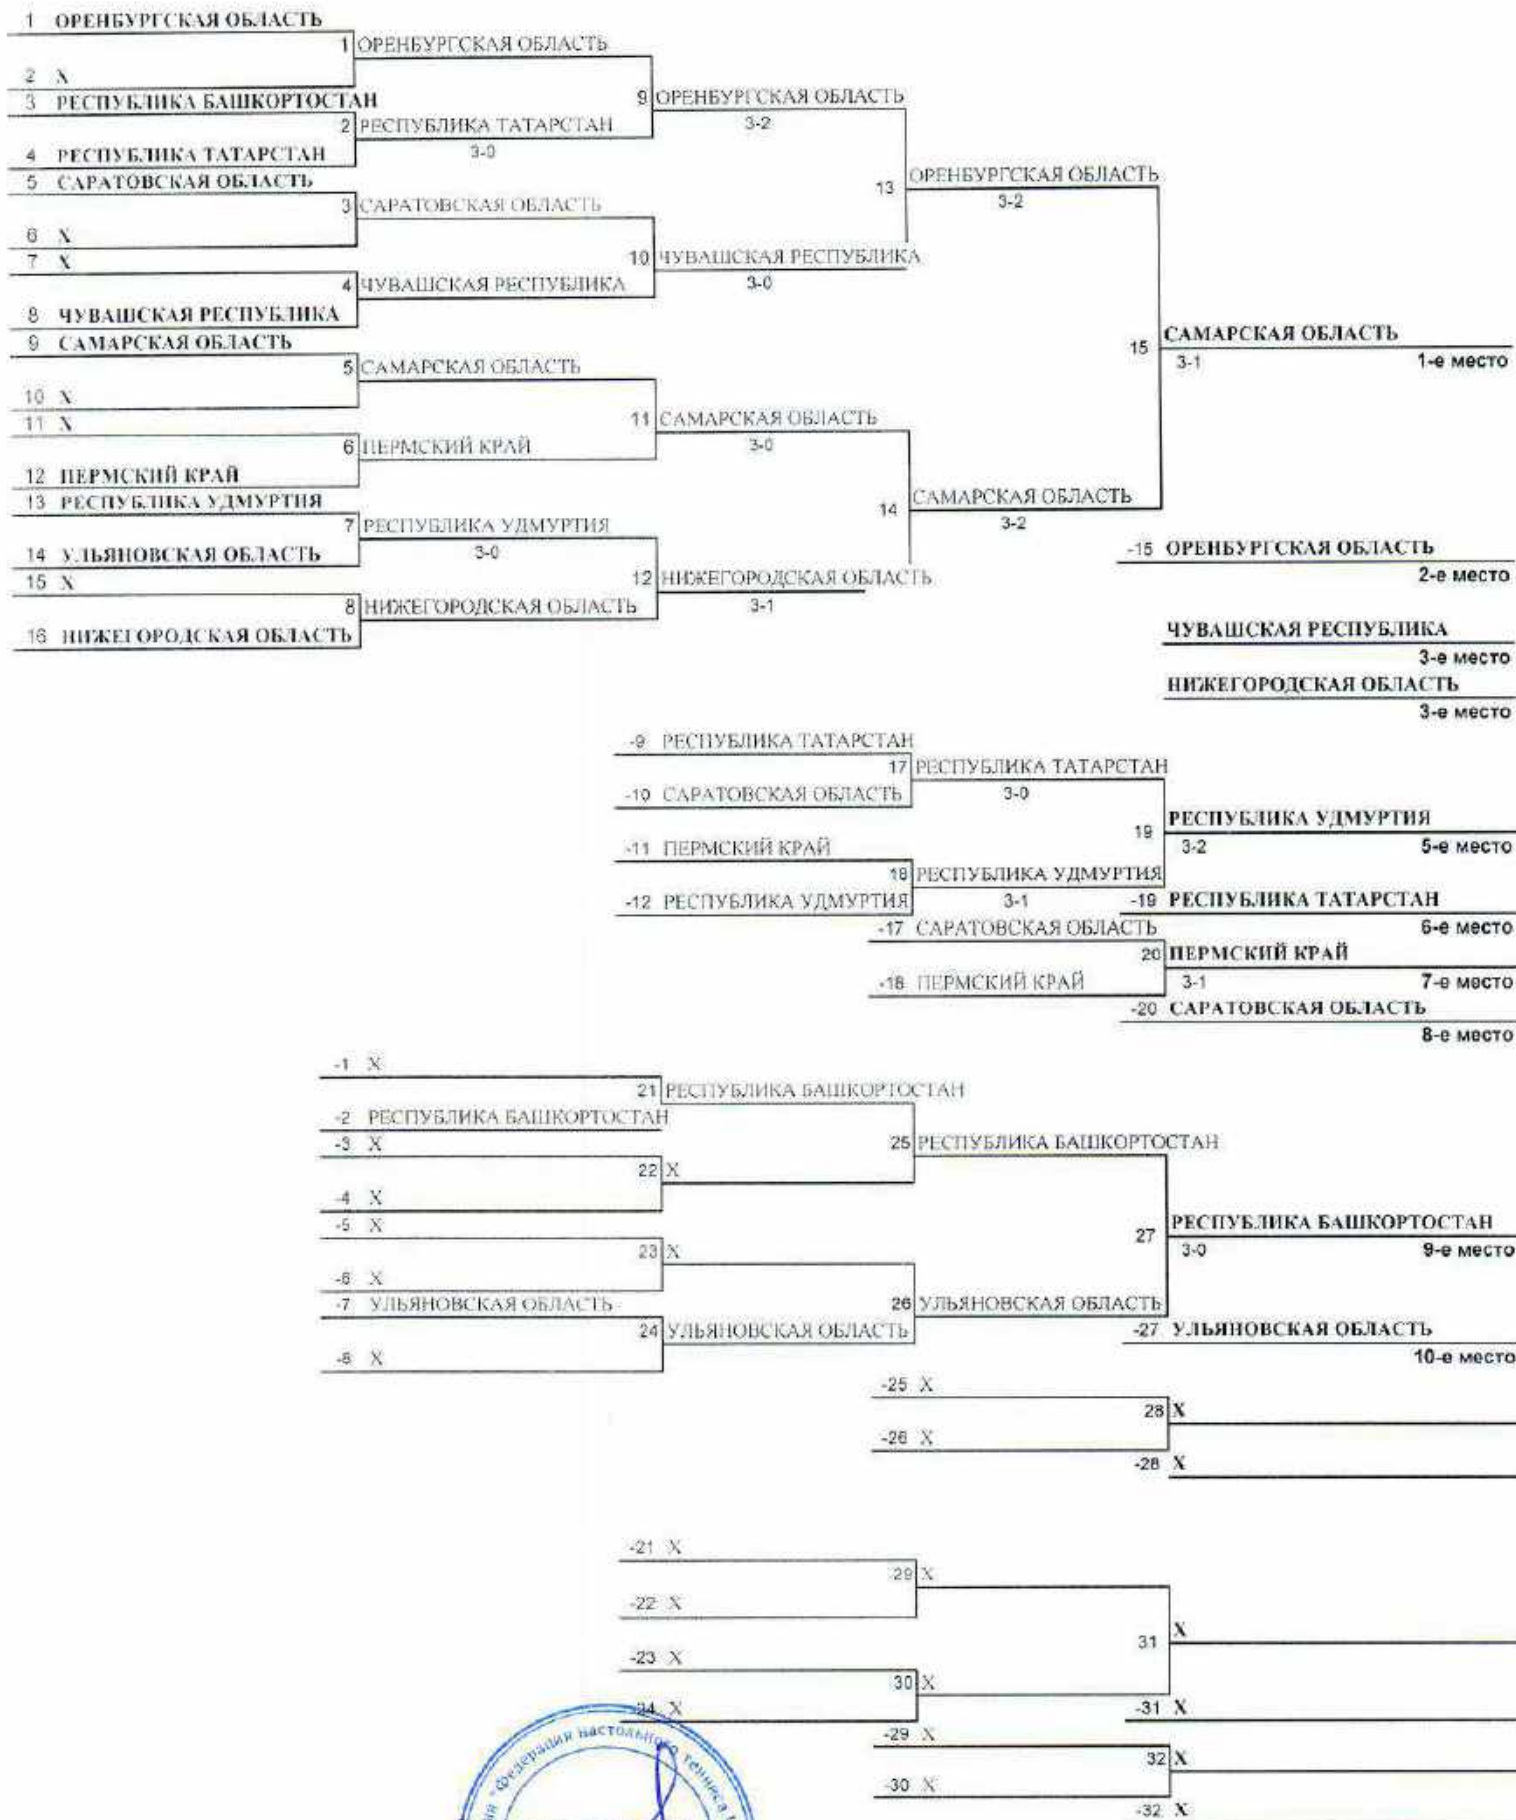 1 ОРЕНБУРГСКАЯ ОБЛАСТЬ
1 ОРЕНБУРГСКАЯ ОБЛАСТЬ
2 X
3 РЕСПУБЛИКА БАШКОРТОСТАН
9 ОРЕНБУРГСКАЯ ОБЛАСТЬ
3-2
2 РЕСПУБЛИКА ТАТАРСТАН
3-0
4 РЕСПУБЛИКА ТАТАРСТАН
5 САРАТОВСКАЯ ОБЛАСТЬ
13 ОРЕНБУРГСКАЯ ОБЛАСТЬ
3-2
3 САРАТОВСКАЯ ОБЛАСТЬ
6 X
7 X
10 ЧУВАШСКАЯ РЕСПУБЛИКА
3-0
4 ЧУВАШСКАЯ РЕСПУБЛИКА
8 ЧУВАШСКАЯ РЕСПУБЛИКА
9 САМАРСКАЯ ОБЛАСТЬ
15 САМАРСКАЯ ОБЛАСТЬ
3-1 1-е место
5 САМАРСКАЯ ОБЛАСТЬ
10 X
11 X
11 САМАРСКАЯ ОБЛАСТЬ
3-0
6 ПЕРМСКИЙ КРАЙ
12 ПЕРМСКИЙ КРАЙ
13 РЕСПУБЛИКА УДМУРТИЯ
14 САМАРСКАЯ ОБЛАСТЬ
3-2
7 РЕСПУБЛИКА УДМУРТИЯ
3-0
14 УЛЬЯНОВСКАЯ ОБЛАСТЬ
-15 ОРЕНБУРГСКАЯ ОБЛАСТЬ
2-е место
15 X
12 НИЖЕГОРОДСКАЯ ОБЛАСТЬ
3-1
8 НИЖЕГОРОДСКАЯ ОБЛАСТЬ
16 НИЖЕГОРОДСКАЯ ОБЛАСТЬ
ЧУВАШСКАЯ РЕСПУБЛИКА
3-е место
НИЖЕГОРОДСКАЯ ОБЛАСТЬ
3-е место
-9 РЕСПУБЛИКА ТАТАРСТАН
17 РЕСПУБЛИКА ТАТАРСТАН
3-0
-10 САРАТОВСКАЯ ОБЛАСТЬ
19 РЕСПУБЛИКА УДМУРТИЯ
3-2 5-е место
-11 ПЕРМСКИЙ КРАЙ
18 РЕСПУБЛИКА УДМУРТИЯ
3-1
-12 РЕСПУБЛИКА УДМУРТИЯ
-19 РЕСПУБЛИКА ТАТАРСТАН
6-е место
-17 САРАТОВСКАЯ ОБЛАСТЬ
20 ПЕРМСКИЙ КРАЙ
3-1 7-е место
-18 ПЕРМСКИЙ КРАЙ
-20 САРАТОВСКАЯ ОБЛАСТЬ
8-е место
-1 X
21 РЕСПУБЛИКА БАШКОРТОСТАН
-2 РЕСПУБЛИКА БАШКОРТОСТАН
-3 X
25 РЕСПУБЛИКА БАШКОРТОСТАН
22 X
-4 X
-5 X
27 РЕСПУБЛИКА БАШКОРТОСТАН
3-0 9-е место
23 X
-6 X
-7 УЛЬЯНОВСКАЯ ОБЛАСТЬ
26 УЛЬЯНОВСКАЯ ОБЛАСТЬ
24 УЛЬЯНОВСКАЯ ОБЛАСТЬ
-27 УЛЬЯНОВСКАЯ ОБЛАСТЬ
10-е место
-8 X
-25 X
28 X
-26 X
-28 X
-21 X
29 X
-22 X
31 X
-23 X
30 X
-24 X
-31 X
-29 X
32 X
-30 X
-32 X
"Федерация настольного тенниса